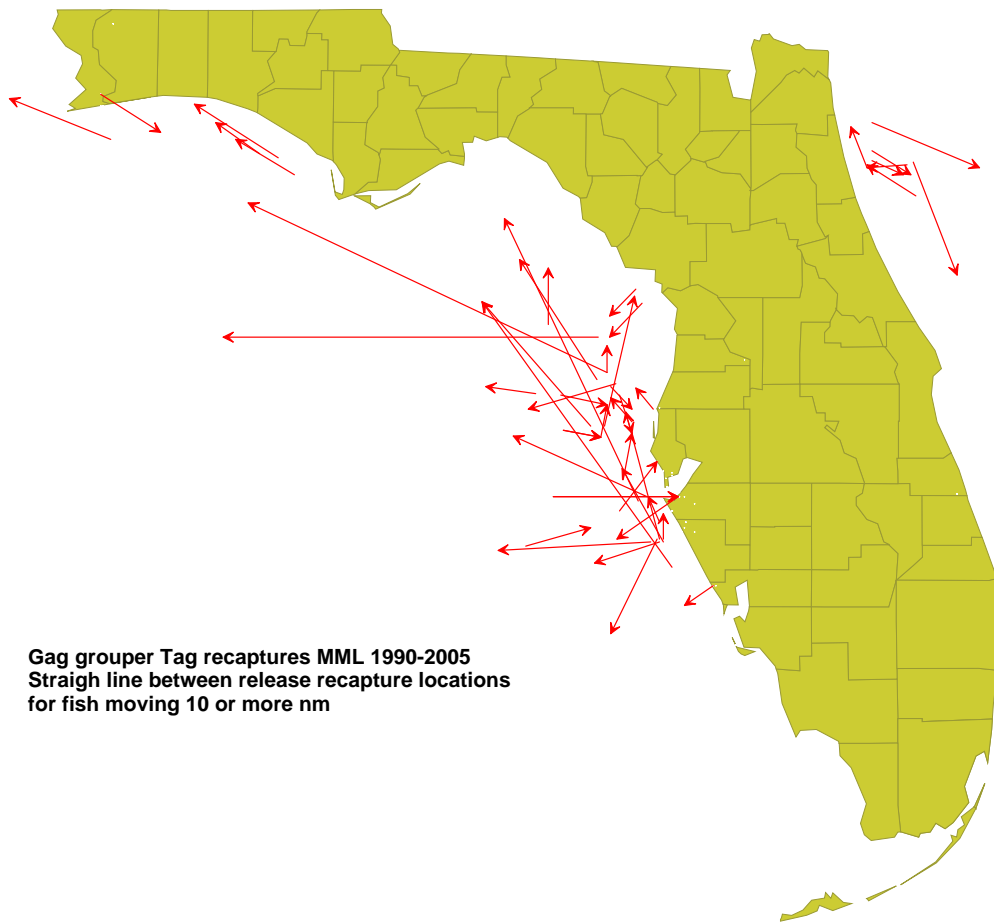 Gag grouper Tag recaptures MML 1990-2005
Straigh line between release recapture locations
for fish moving 10 or more nm